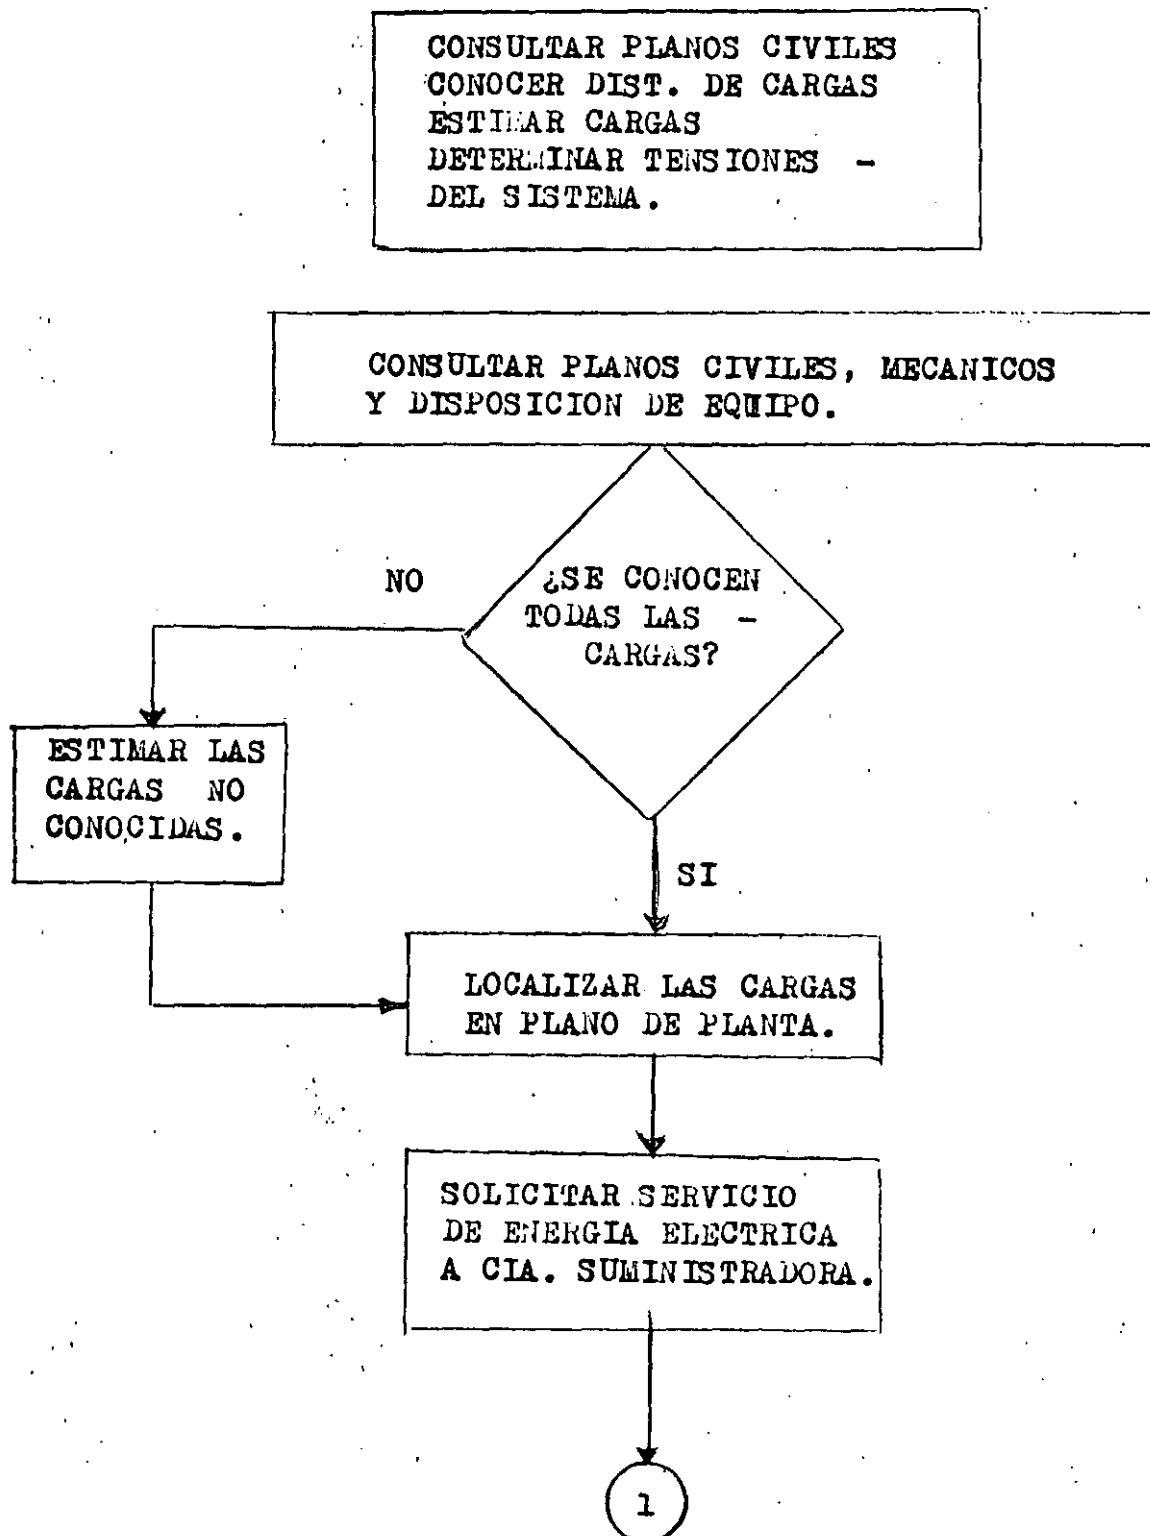 CONSULTAR PLANOS CIVILES
CONOCER DIST. DE CARGAS
ESTIMAR CARGAS
DETERMINAR TENSIONES -
DEL SISTEMA.
CONSULTAR PLANOS CIVILES, MECANICOS
Y DISPOSICION DE EQUIPO.
NO
¿SE CONOCEN
TODAS LAS -
CARGAS?
ESTIMAR LAS
CARGAS NO
CONOCIDAS.
SI
LOCALIZAR LAS CARGAS
EN PLANO DE PLANTA.
SOLICITAR SERVICIO
DE ENERGIA ELECTRICA
A CIA. SUMINISTRADORA.
1